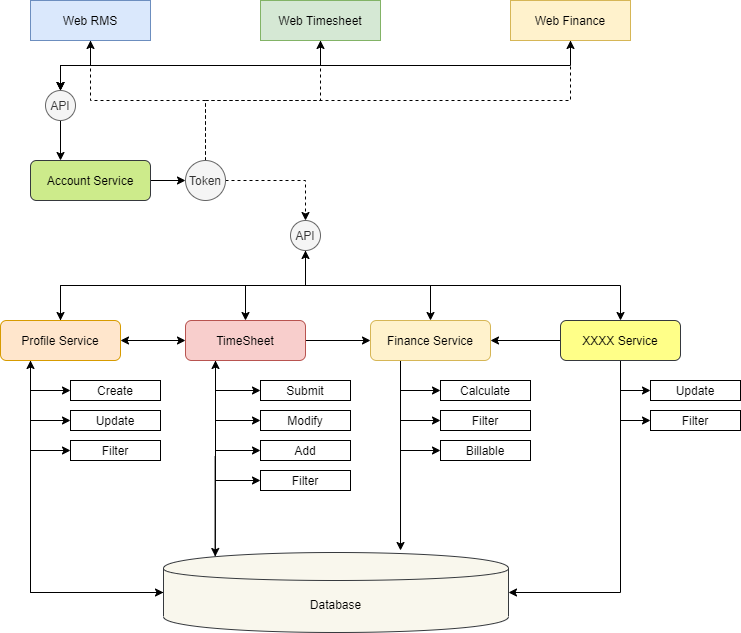 Web RMS
Web Timesheet
Web Finance
API
Account Service
Token
API
Profile Service
TimeSheet
Finance Service
XXXX Service
Create
Submit
Calculate
Update
Update
Modify
Filter
Filter
Filter
Add
Billable
Filter
Database